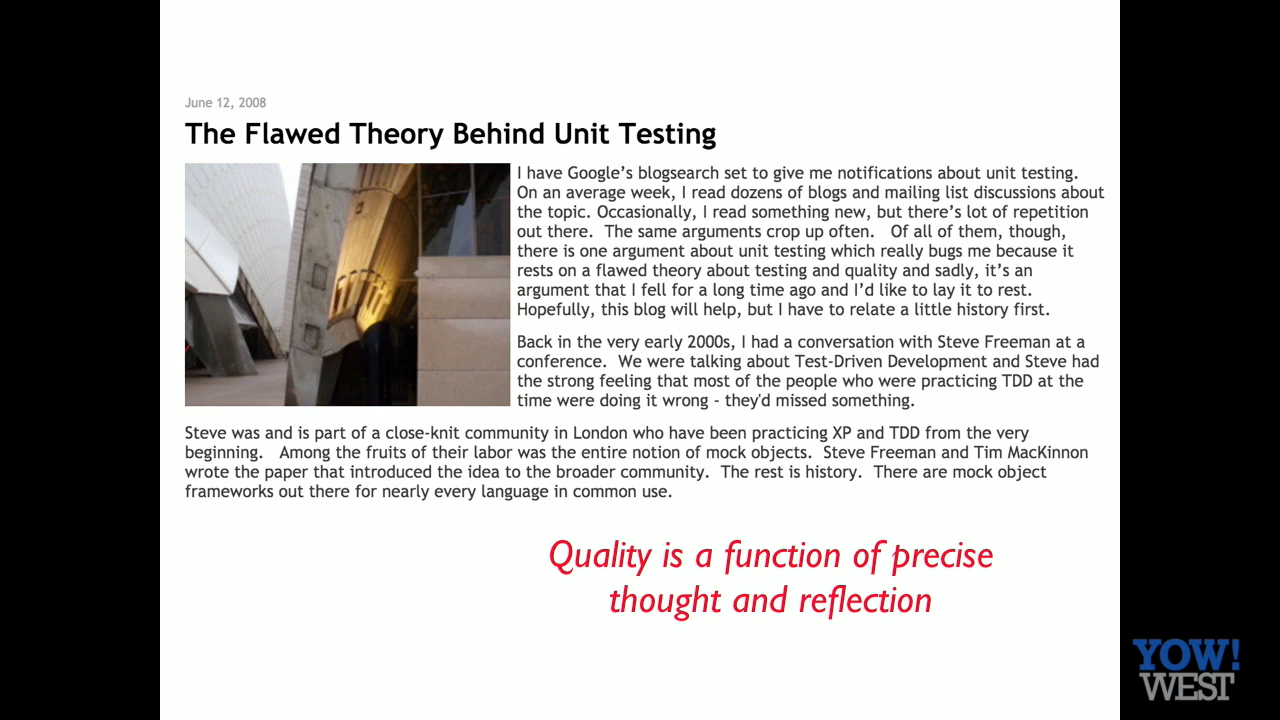 June 12, 2008
The Flawed Theory Behind Unit Testing
I have Google's blogsearch set to give me notifications about unit testing.
On an average week, I read dozens of blogs and mailing list discussions about
the topic. Occasionally, I read something new, but there's lot of repetition
out there.  The same arguments crop up often.   Of all of them, though,
there is one argument about unit testing which really bugs me because it
rests on a flawed theory about testing and quality and sadly, it's an
argument that I fell for a long time ago and I'd like to lay it to rest.
Hopefully, this blog will help, but I have to relate a little history first.
Back in the very early 2000s, I had a conversation with Steve Freeman at a
conference.  We were talking about Test-Driven Development and Steve had
the strong feeling that most of the people who were practicing TDD at the
time were doing it wrong - they'd missed something.
Steve was and is part of a close-knit community in London who have been practicing XP and TDD from the very
beginning.   Among the fruits of their labor was the entire notion of mock objects.  Steve Freeman and Tim MacKinnon
wrote the paper that introduced the idea to the broader community.  The rest is history.  There are mock object
frameworks out there for nearly every language in common use.
Quality is a function of precise
thought and reflection
YOW!
WEST